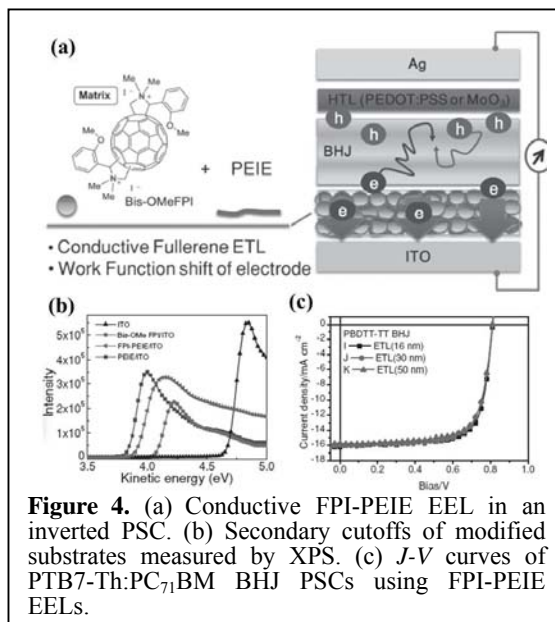 (a)
Me
Me
I⁻
N⁺
Matrix
MeO
OMe
Me
N⁺
Me
I⁻
Bis-OMeFPI
+ PEIE
• Conductive Fullerene ETL
• Work Function shift of electrode
Ag
HTL (PEDOT:PSS or MoO₃)
h h h h
BHJ
e e
e e e
ITO
(b)
ITO
Bis-OMe FPI/ITO
FPI-PEIE/ITO
PEIE/ITO
5x10⁵
4x10⁵
3x10⁵
2x10⁵
1x10⁵
0
Intensity
3.5 4.0 4.5 5.0
Kinetic energy (eV)
(c)
PBDTT-TT BHJ
I ETL(16 nm)
J ETL(30 nm)
K ETL(50 nm)
0
-2
-4
-6
-8
-10
-12
-14
-16
-18
Current density/mA cm⁻²
0.0 0.2 0.4 0.6 0.8 1.0
Bias/V
Figure 4. (a) Conductive FPI-PEIE EEL in an
inverted PSC. (b) Secondary cutoffs of modified
substrates measured by XPS. (c) J-V curves of
PTB7-Th:PC₇₁BM BHJ PSCs using FPI-PEIE
EELs.